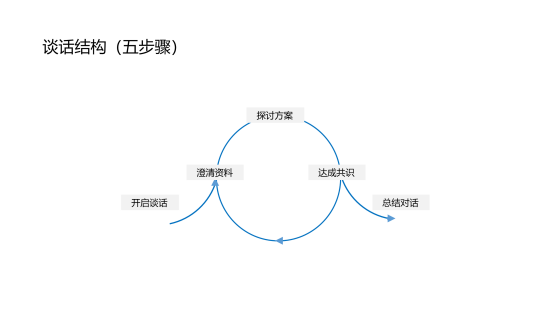 谈话结构（五步骤）
探讨方案
澄清资料
达成共识
开启谈话
总结对话